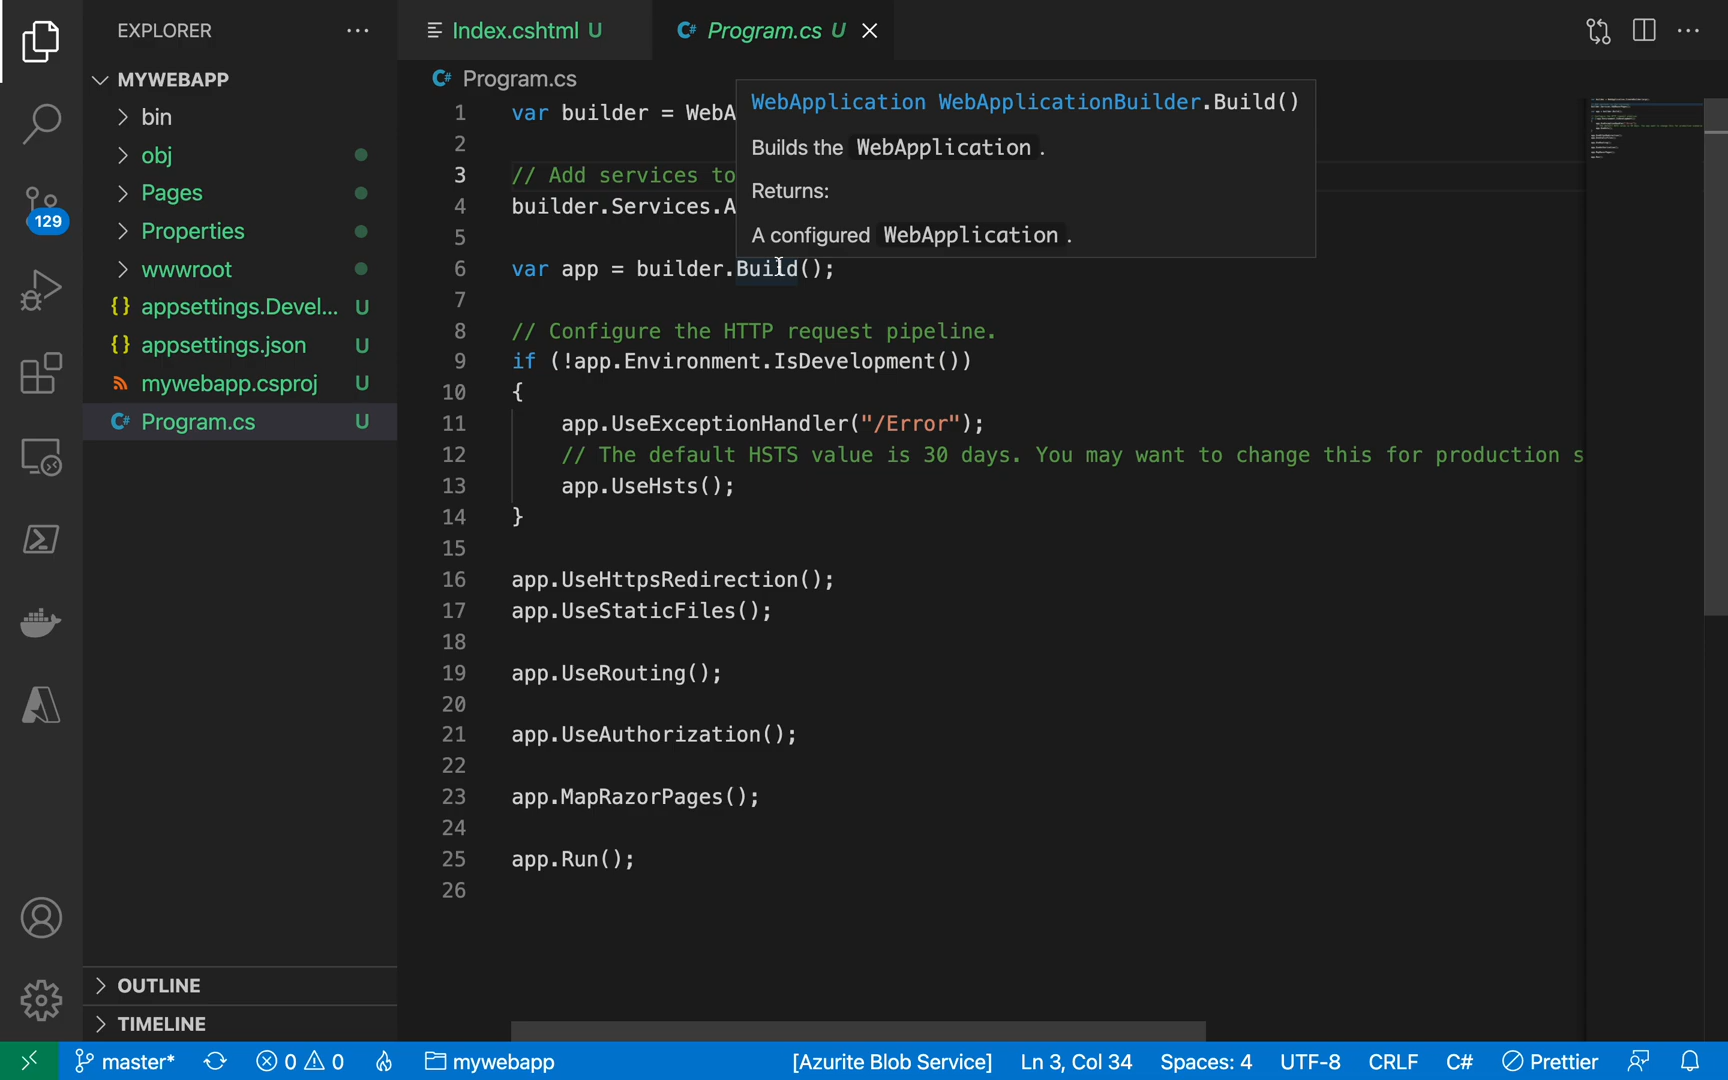 EXPLORER
MYWEBAPP
bin
obj
Pages
Properties
wwwroot
{} appsettings.Devel... U
{} appsettings.json U
mywebapp.csproj U
C# Program.cs U
OUTLINE
TIMELINE
129
Index.cshtml U
C# Program.cs U
C# Program.cs
1 var builder = WebA
2
3 // Add services to
4 builder.Services.A
5
6 var app = builder.Build();
7
8 // Configure the HTTP request pipeline.
9 if (!app.Environment.IsDevelopment())
10 {
11 app.UseExceptionHandler("/Error");
12 // The default HSTS value is 30 days. You may want to change this for production s
13 app.UseHsts();
14 }
15
16 app.UseHttpsRedirection();
17 app.UseStaticFiles();
18
19 app.UseRouting();
20
21 app.UseAuthorization();
22
23 app.MapRazorPages();
24
25 app.Run();
26
WebApplication WebApplicationBuilder.Build()
Builds the WebApplication .
Returns:
A configured WebApplication .
master* 0 0 mywebapp [Azurite Blob Service] Ln 3, Col 34 Spaces: 4 UTF-8 CRLF C# Prettier